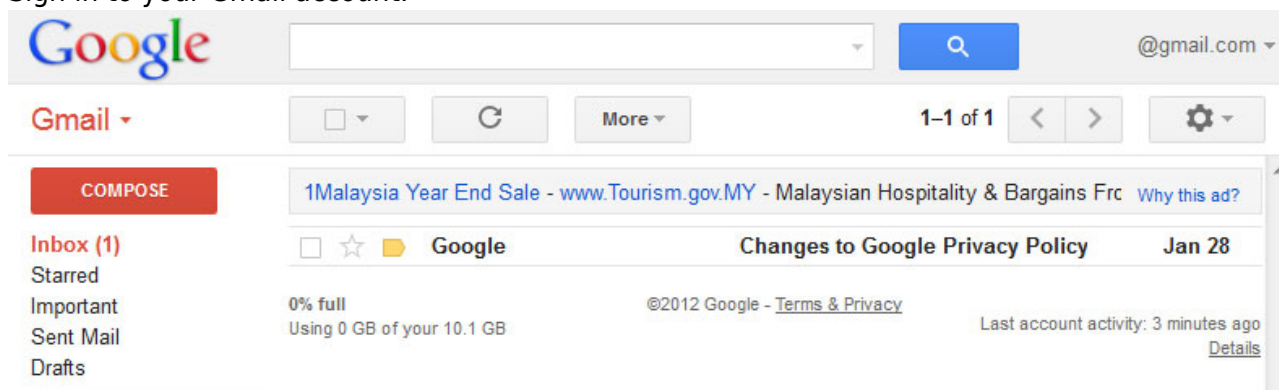 Sign in to your Gmail account.
Google
@gmail.com
Gmail
More
1–1 of 1
COMPOSE
1Malaysia Year End Sale - www.Tourism.gov.MY - Malaysian Hospitality & Bargains Frc Why this ad?
Inbox (1)
Google Changes to Google Privacy Policy Jan 28
Starred
Important
0% full ©2012 Google - Terms & Privacy
Sent Mail
Using 0 GB of your 10.1 GB
Last account activity: 3 minutes ago
Details
Drafts